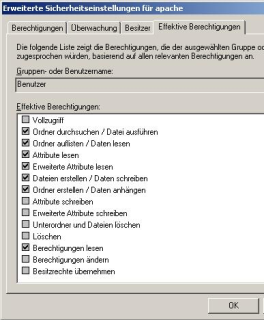 Erweiterte Sicherheitseinstellungen für apache
Berechtigungen Überwachung Besitzer Effektive Berechtigungen
Die folgende Liste zeigt die Berechtigungen, die der ausgewählten Gruppe od
zugesprochen würden, basierend auf allen relevanten Berechtigungen an.
Gruppen- oder Benutzername:
Benutzer
Effektive Berechtigungen:
Vollzugriff
Ordner durchsuchen / Datei ausführen
Ordner auflisten / Daten lesen
Attribute lesen
Erweiterte Attribute lesen
Dateien erstellen / Daten schreiben
Ordner erstellen / Daten anhängen
Attribute schreiben
Erweiterte Attribute schreiben
Unterordner und Dateien löschen
Löschen
Berechtigungen lesen
Berechtigungen ändern
Besitzrechte übernehmen
OK